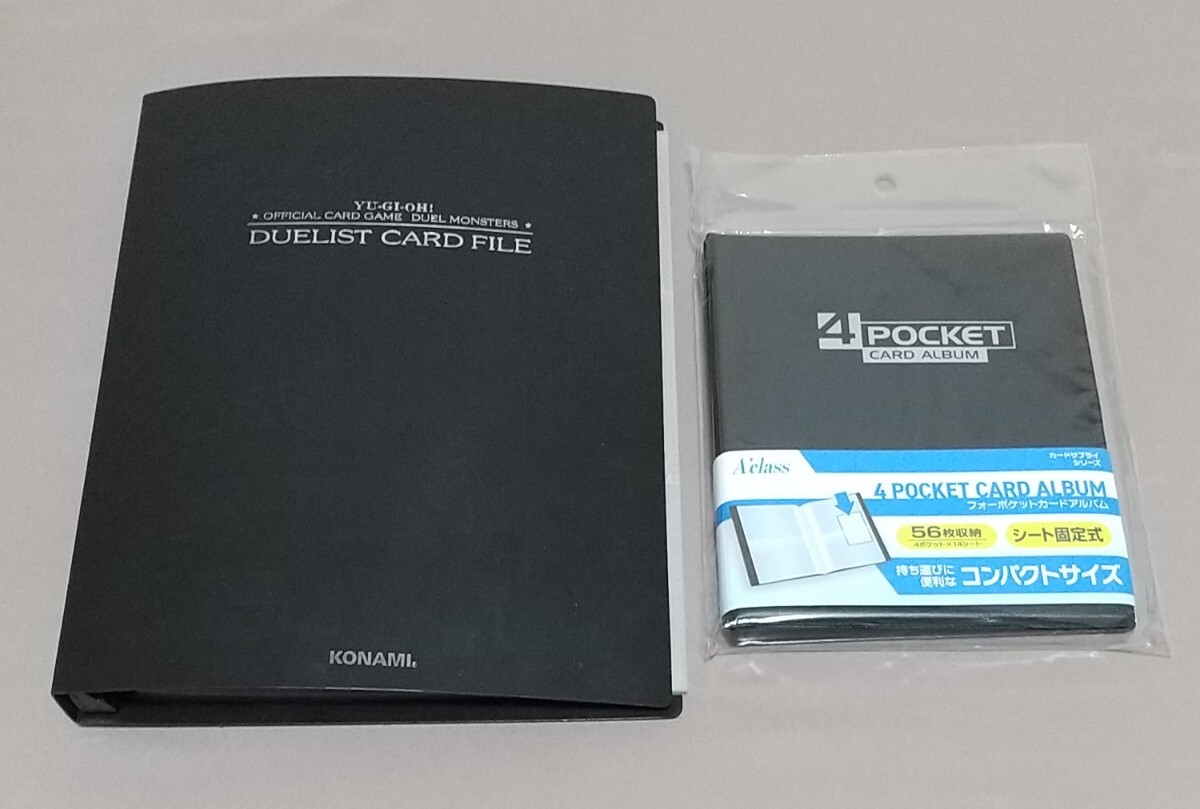 YU-GI-OH!
★ OFFICIAL CARD GAME DUEL MONSTERS ★
DUELIST CARD FILE
KONAMI®
4 POCKET
CARD ALBUM
A'class
カードサプライ
シリーズ
4 POCKET CARD ALBUM
フォーポケットカードアルバム
56枚収納
4ポケット×14シート
シート固定式
持ち運びに
便利な
コンパクトサイズ